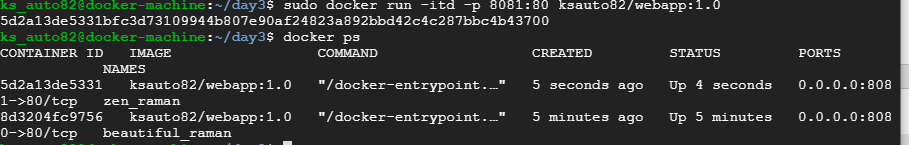 ks_auto82@docker-machine:~/day3$ sudo docker run -itd -p 8081:80 ksauto82/webapp:1.0
5d2a13de5331bfc3d73109944b807e90af24823a892bbd42c4c287bbc4b43700
ks_auto82@docker-machine:~/day3$ docker ps
CONTAINER ID   IMAGE                 COMMAND                  CREATED         STATUS         PORTS
          NAMES
5d2a13de5331   ksauto82/webapp:1.0   "/docker-entrypoint.…"   5 seconds ago   Up 4 seconds   0.0.0.0:808
1->80/tcp   zen_raman
8d3204fc9756   ksauto82/webapp:1.0   "/docker-entrypoint.…"   5 minutes ago   Up 5 minutes   0.0.0.0:808
0->80/tcp   beautiful_raman